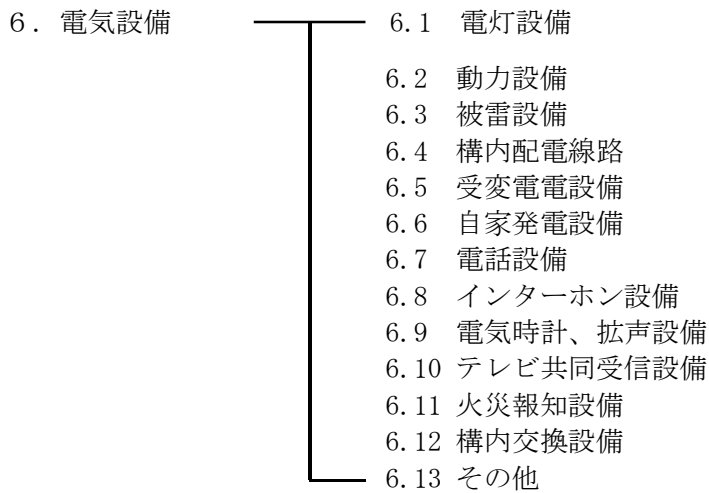 ６．電気設備 6.1 電灯設備
6.2 動力設備
6.3 被雷設備
6.4 構内配電線路
6.5 受変電電設備
6.6 自家発電設備
6.7 電話設備
6.8 インターホン設備
6.9 電気時計、拡声設備
6.10 テレビ共同受信設備
6.11 火災報知設備
6.12 構内交換設備
6.13 その他